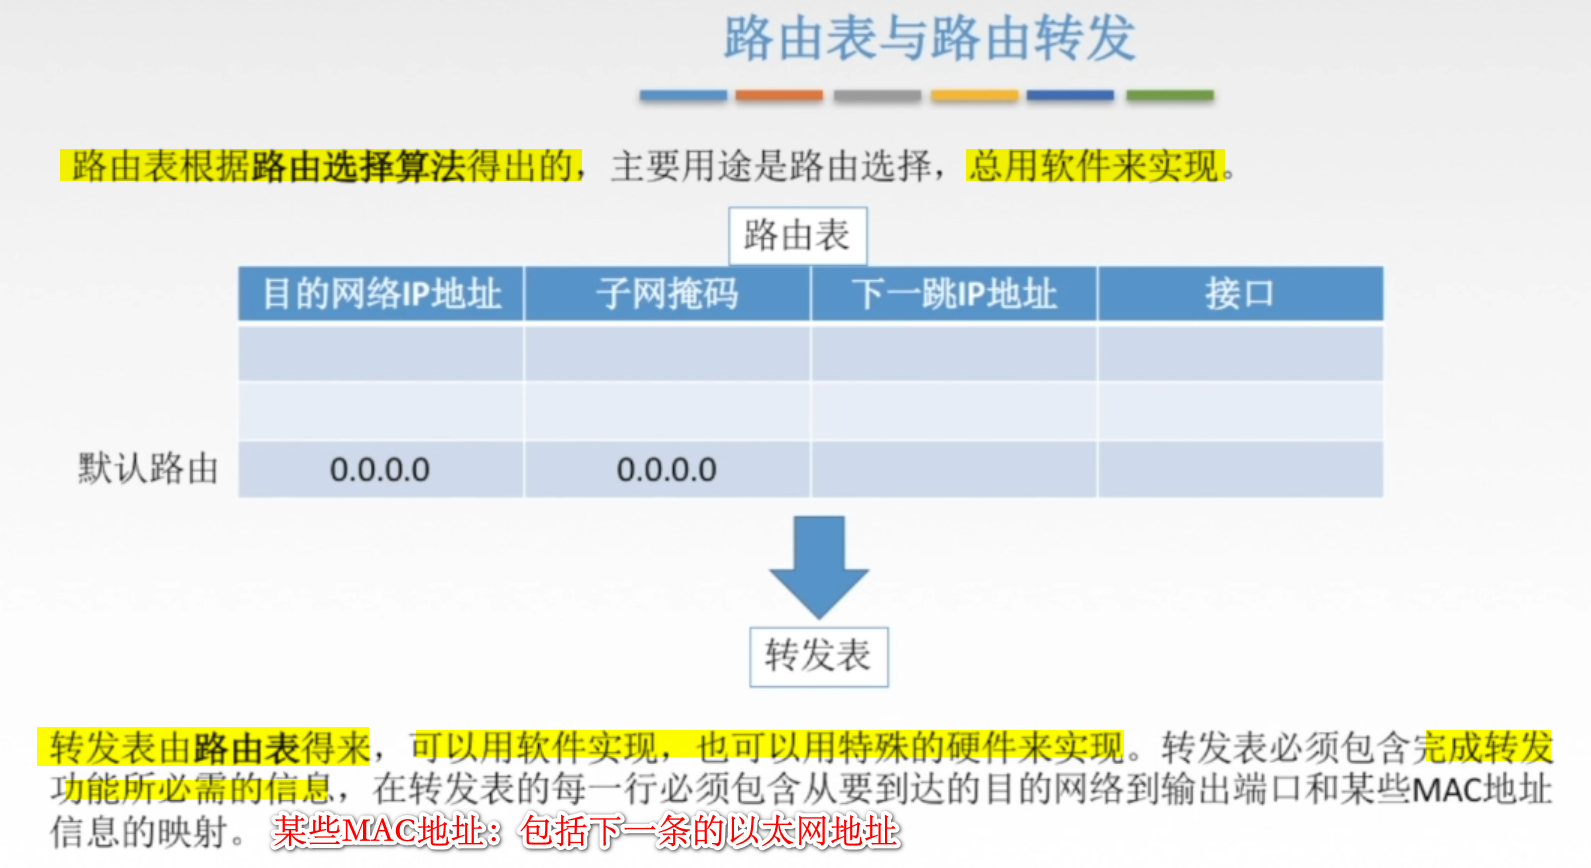 路由表与路由转发
路由表根据路由选择算法得出的，主要用途是路由选择，总用软件来实现。
路由表
目的网络IP地址 子网掩码 下一跳IP地址 接口
默认路由 0.0.0.0 0.0.0.0
转发表
转发表由路由表得来，可以用软件实现，也可以用特殊的硬件来实现。转发表必须包含完成转发
功能所必需的信息，在转发表的每一行必须包含从要到达的目的网络到输出端口和某些MAC地址
信息的映射。 某些MAC地址：包括下一条的以太网地址